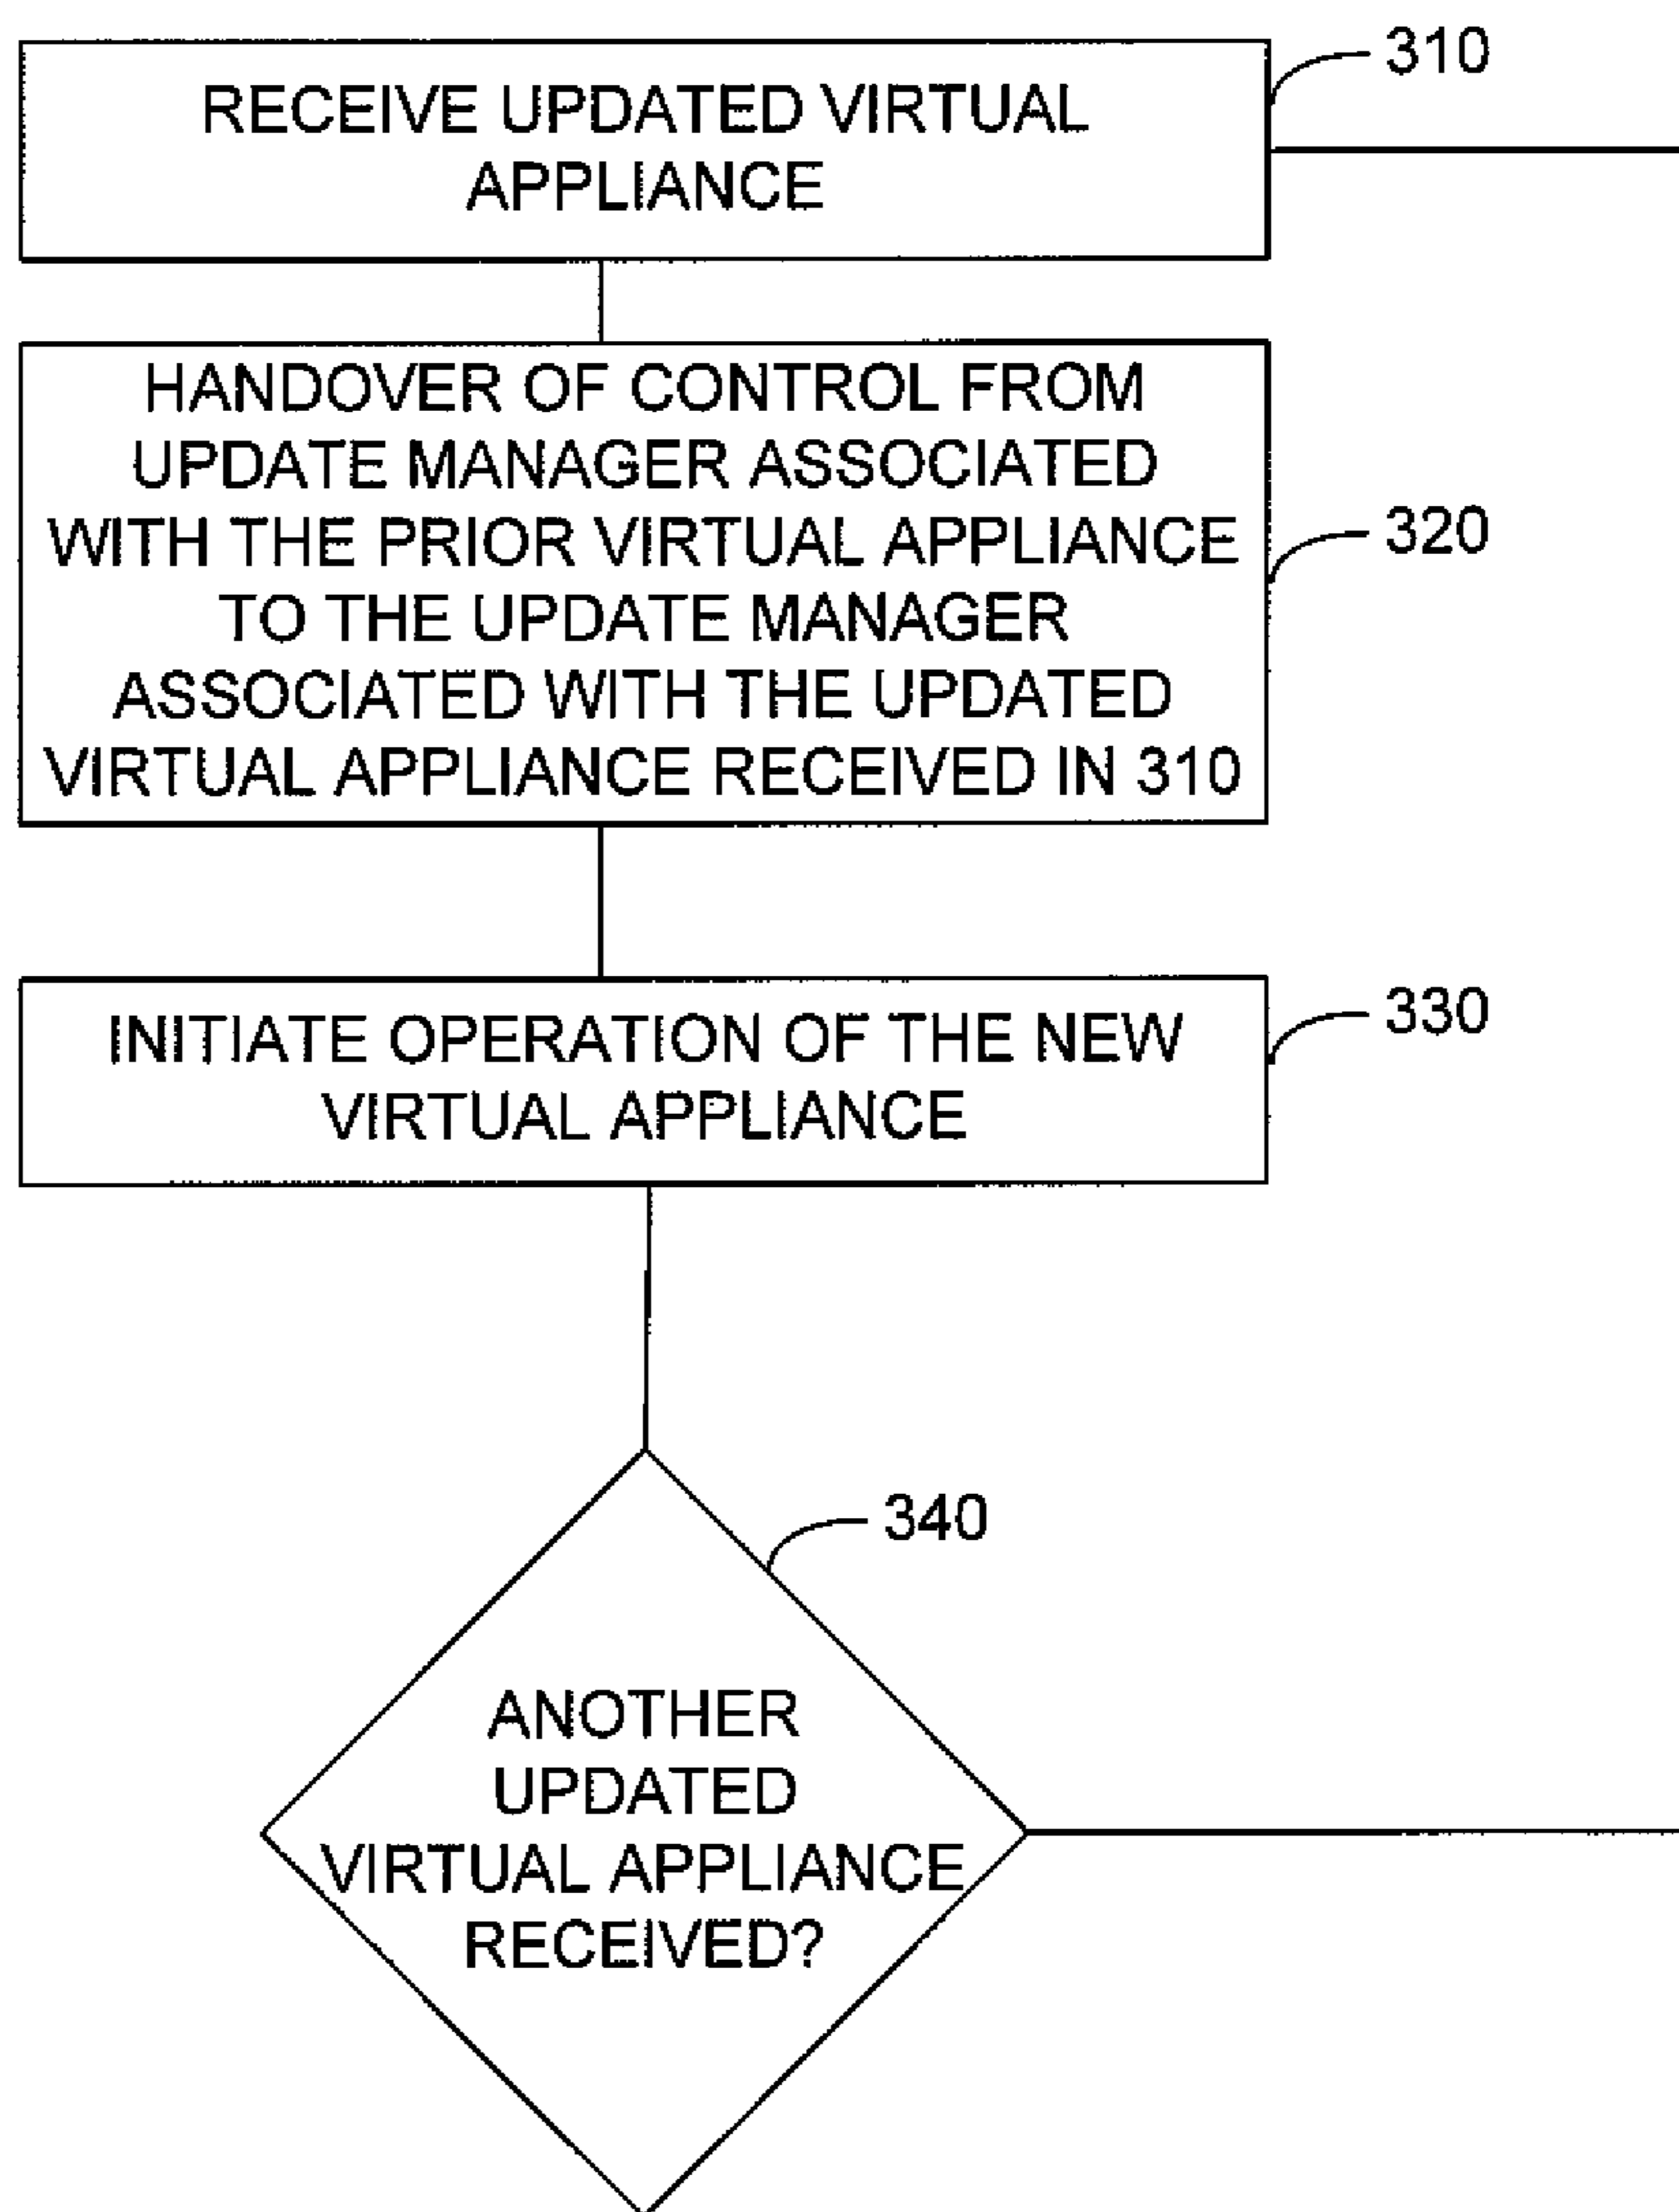 RECEIVE UPDATED VIRTUAL
APPLIANCE
310
HANDOVER OF CONTROL FROM
UPDATE MANAGER ASSOCIATED
WITH THE PRIOR VIRTUAL APPLIANCE
TO THE UPDATE MANAGER
ASSOCIATED WITH THE UPDATED
VIRTUAL APPLIANCE RECEIVED IN 310
320
INITIATE OPERATION OF THE NEW
VIRTUAL APPLIANCE
330
340
ANOTHER
UPDATED
VIRTUAL APPLIANCE
RECEIVED?